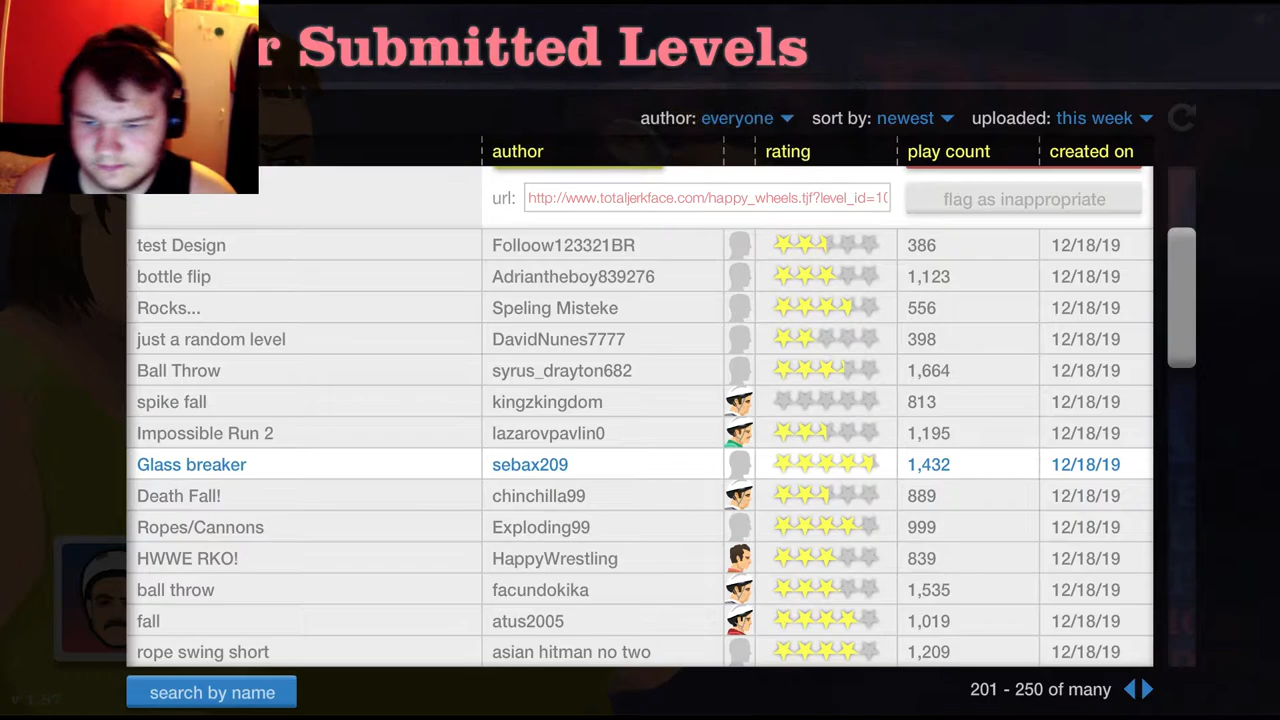 r Submitted Levels
author: everyone sort by: newest uploaded: this week
author rating play count created on
url: http://www.totaljerkface.com/happy_wheels.tjf?level_id=10 flag as inappropriate
test Design Folloow123321BR 386 12/18/19
bottle flip Adriantheboy839276 1,123 12/18/19
Rocks... Speling Misteke 556 12/18/19
just a random level DavidNunes7777 398 12/18/19
Ball Throw syrus_drayton682 1,664 12/18/19
spike fall kingzkingdom 813 12/18/19
Impossible Run 2 lazarovpavlin0 1,195 12/18/19
Glass breaker sebax209 1,432 12/18/19
Death Fall! chinchilla99 889 12/18/19
Ropes/Cannons Exploding99 999 12/18/19
HWWE RKO! HappyWrestling 839 12/18/19
ball throw facundokika 1,535 12/18/19
fall atus2005 1,019 12/18/19
rope swing short asian hitman no two 1,209 12/18/19
search by name 201 - 250 of many
v 1.57